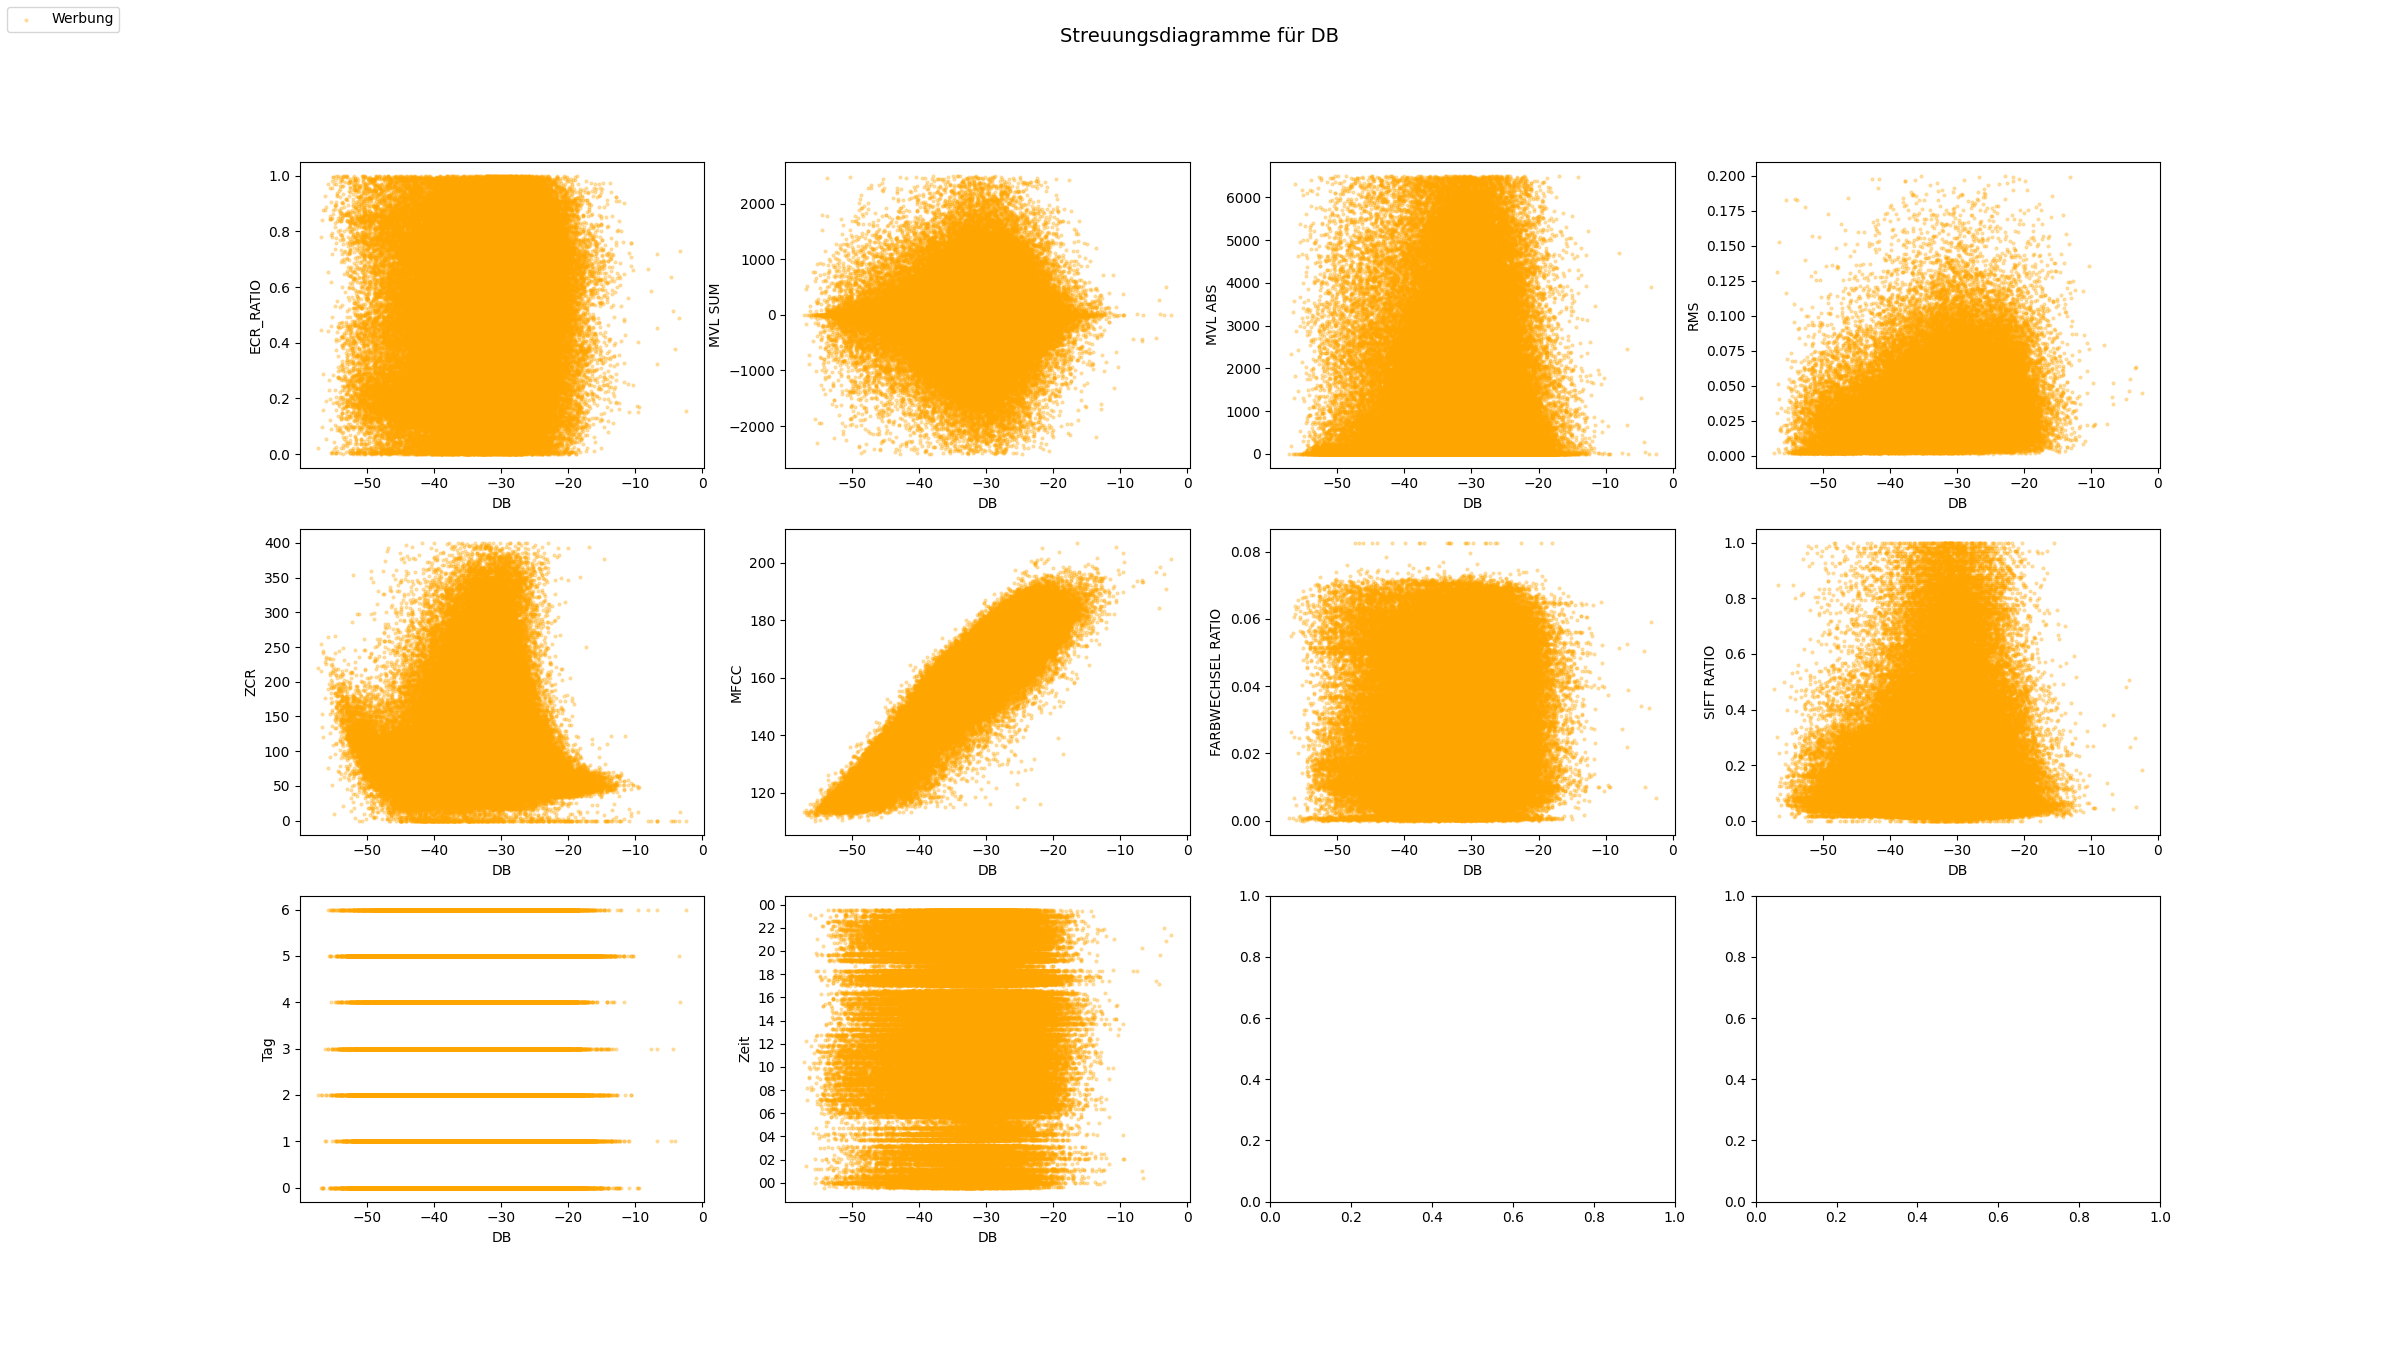 Werbung
Streuungsdiagramme für DB
ECR_RATIO
1.0
0.8
0.6
0.4
0.2
0.0
−50 −40 −30 −20 −10 0
DB
MVL SUM
2000
1000
0
−1000
−2000
−50 −40 −30 −20 −10 0
DB
MVL ABS
6000
5000
4000
3000
2000
1000
0
−50 −40 −30 −20 −10 0
DB
RMS
0.200
0.175
0.150
0.125
0.100
0.075
0.050
0.025
0.000
−50 −40 −30 −20 −10 0
DB
ZCR
400
350
300
250
200
150
100
50
0
−50 −40 −30 −20 −10 0
DB
MFCC
200
180
160
140
120
−50 −40 −30 −20 −10 0
DB
FARBWECHSEL RATIO
0.08
0.06
0.04
0.02
0.00
−50 −40 −30 −20 −10 0
DB
SIFT RATIO
1.0
0.8
0.6
0.4
0.2
0.0
−50 −40 −30 −20 −10 0
DB
Tag
6
5
4
3
2
1
0
−50 −40 −30 −20 −10 0
DB
Zeit
00
22
20
18
16
14
12
10
08
06
04
02
00
−50 −40 −30 −20 −10 0
DB
1.0
0.8
0.6
0.4
0.2
0.0
0.0 0.2 0.4 0.6 0.8 1.0
1.0
0.8
0.6
0.4
0.2
0.0
0.0 0.2 0.4 0.6 0.8 1.0